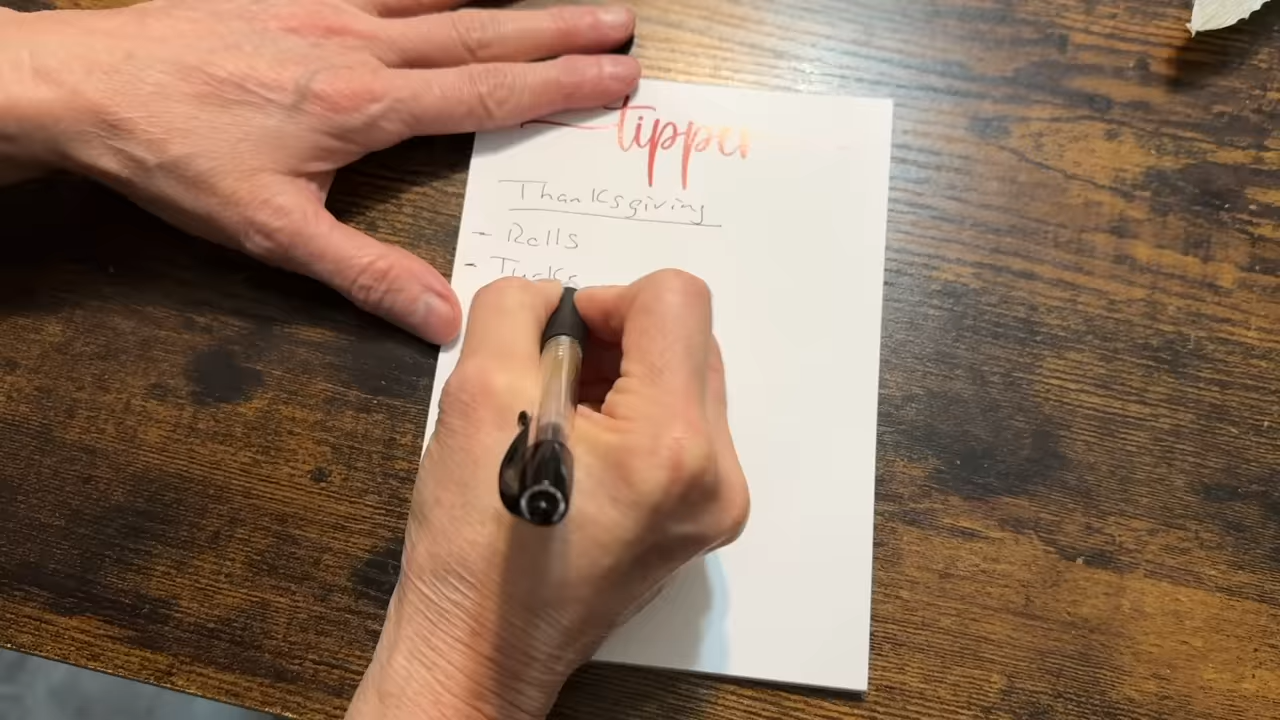 tipper
Thanksgiving
- Rolls
-